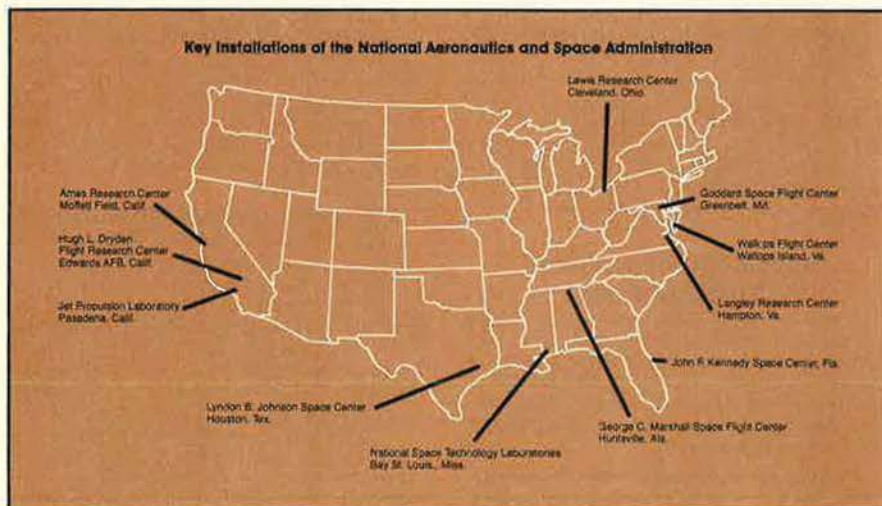 Key Installations of the National Aeronautics and Space Administration
Lewis Research Center
Cleveland, Ohio
Ames Research Center
Moffett Field, Calif.
Goddard Space Flight Center
Greenbelt, Md.
Hugh L. Dryden
Flight Research Center
Edwards AFB, Calif.
Wallops Flight Center
Wallops Island, Va.
Jet Propulsion Laboratory
Pasadena, Calif.
Langley Research Center
Hampton, Va.
John F. Kennedy Space Center, Fla.
Lyndon B. Johnson Space Center
Houston, Tex.
George C. Marshall Space Flight Center
Huntsville, Ala.
National Space Technology Laboratories
Bay St. Louis, Miss.